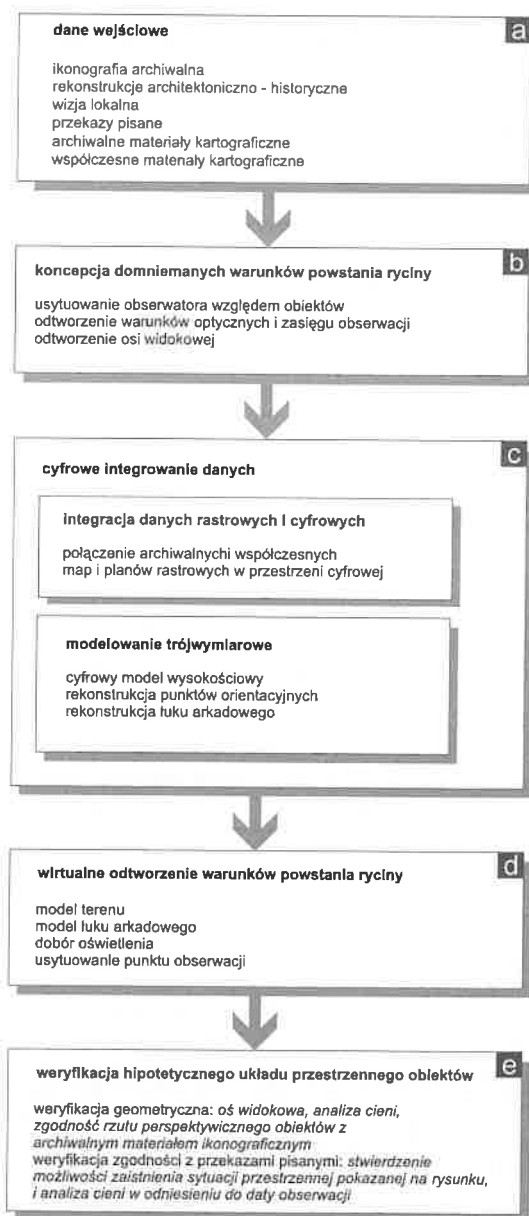 a
dane wejściowe
ikonografia archiwalna
rekonstrukcje architektoniczno - historyczne
wizja lokalna
przekazy pisane
archiwalne materiały kartograficzne
współczesne materiały kartograficzne
b
koncepcja domniemanych warunków powstania ryciny
usytuowanie obserwatora względem obiektów
odtworzenie warunków optycznych i zasięgu obserwacji
odtworzenie osi widokowej
c
cyfrowe integrowanie danych
integracja danych rastrowych i cyfrowych
połączenie archiwalnychi współczesnych
map i planów rastrowych w przestrzeni cyfrowej
modelowanie trójwymiarowe
cyfrowy model wysokościowy
rekonstrukcja punktów orientacyjnych
rekonstrukcja łuku arkadowego
d
wirtualne odtworzenie warunków powstania ryciny
model terenu
model łuku arkadowego
dobór oświetlenia
usytuowanie punktu obserwacji
e
weryfikacja hipotetycznego układu przestrzennego obiektów
weryfikacja geometryczna: oś widokowa, analiza cieni,
zgodność rzutu perspektywicznego obiektów z
archiwalnym materiałem ikonograficznym
weryfikacja zgodności z przekazami pisanymi: stwierdzenie
możliwości zaistnienia sytuacji przestrzennej pokazanej na rysunku,
i analiza cieni w odniesieniu do daty obserwacji